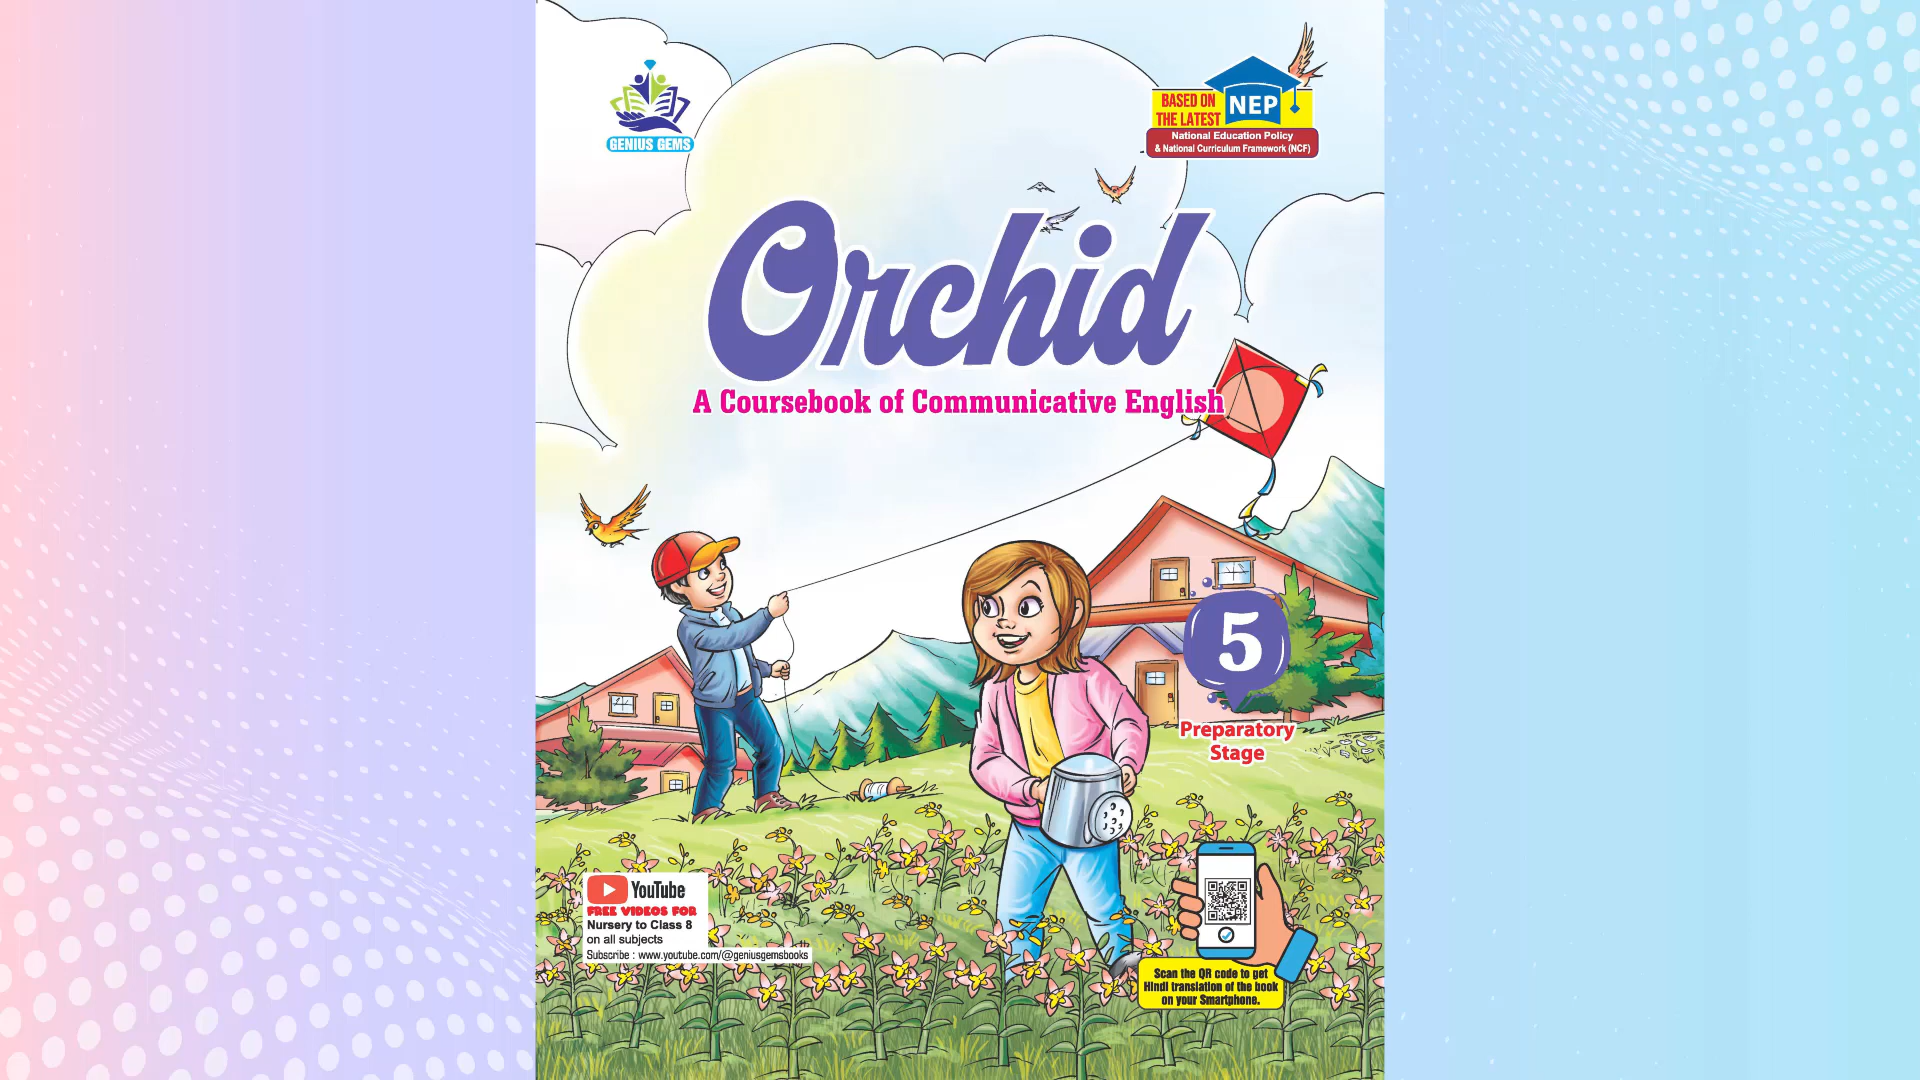 GENIUS GEMS
BASED ON
THE LATEST
NEP
National Education Policy
& National Curriculum Framework (NCF)
Orchid
A Coursebook of Communicative English
5
Preparatory
Stage
YouTube
FREE VIDEOS FOR
Nursery to Class 8
on all subjects
Subscribe : www.youtube.com/@geniusgemsbooks
Scan the QR code to get
Hindi translation of the book
on your Smartphone.